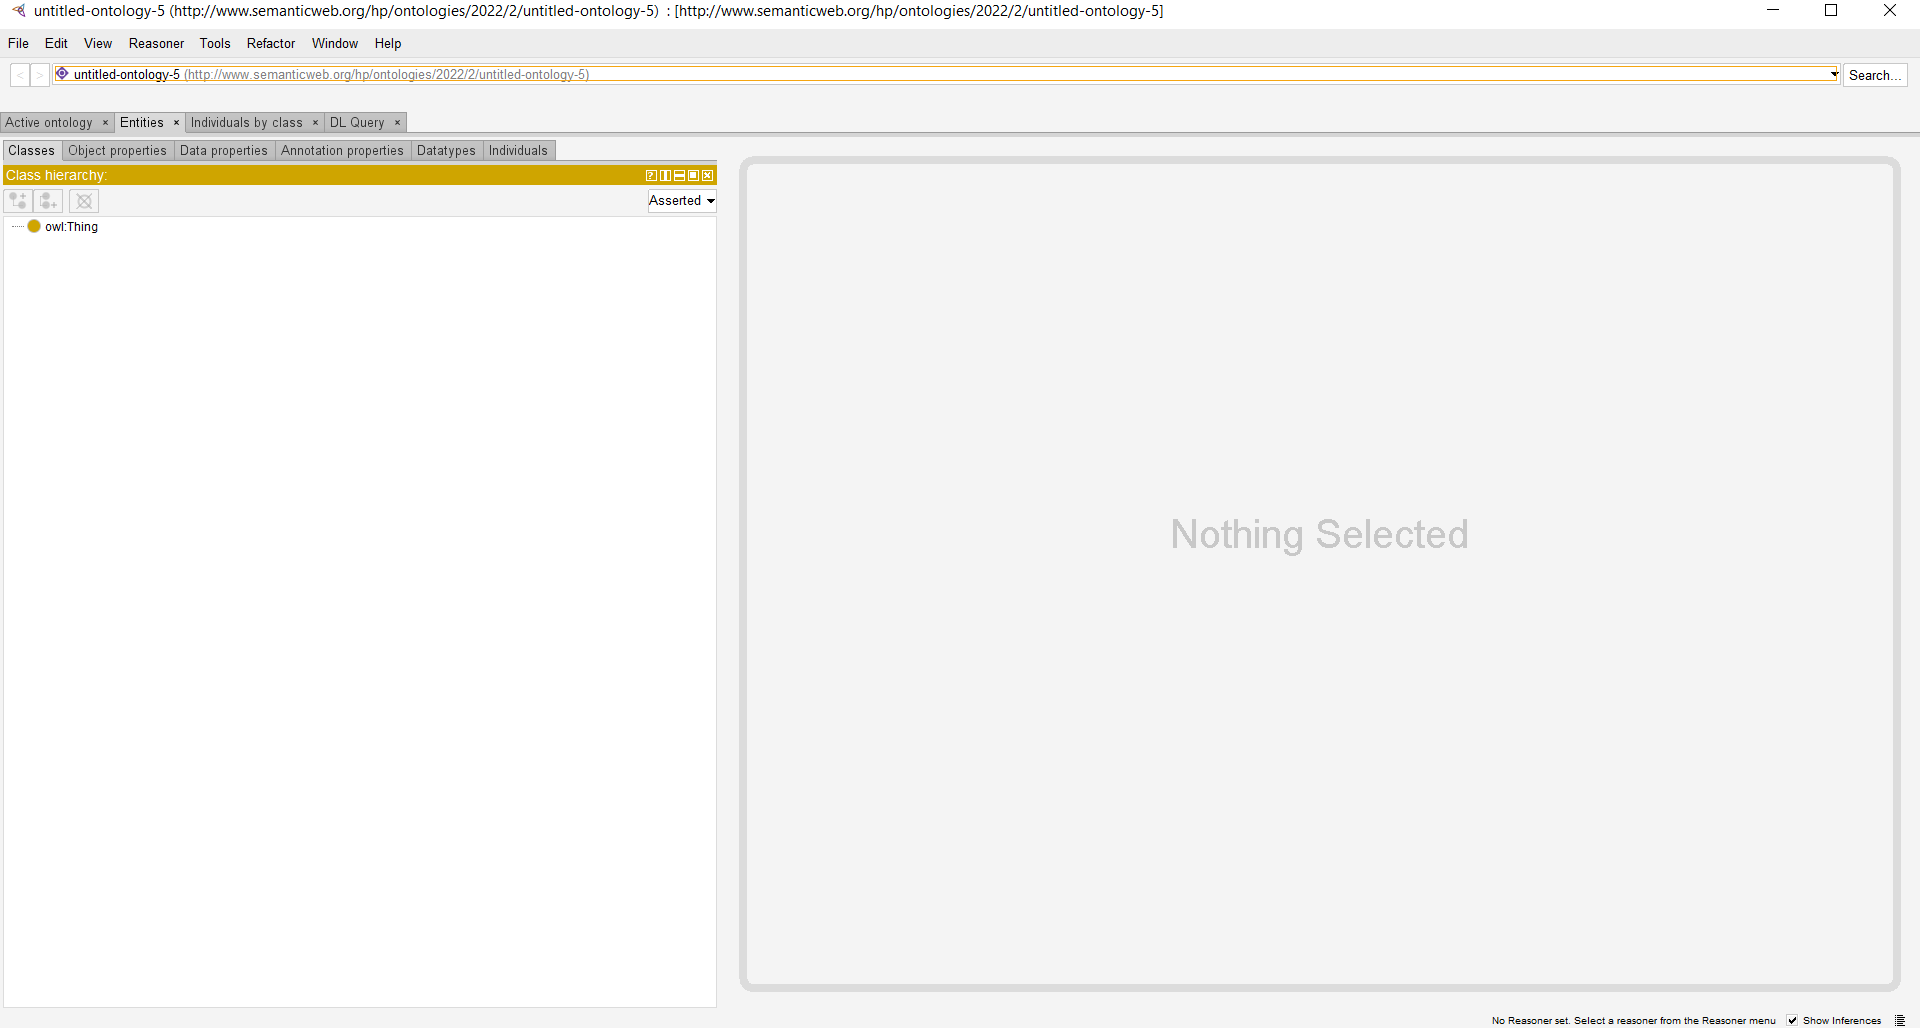 untitled-ontology-5 (http://www.semanticweb.org/hp/ontologies/2022/2/untitled-ontology-5) : [http://www.semanticweb.org/hp/ontologies/2022/2/untitled-ontology-5]
File Edit View Reasoner Tools Refactor Window Help
< > untitled-ontology-5 (http://www.semanticweb.org/hp/ontologies/2022/2/untitled-ontology-5) Search...
Active ontology × Entities × Individuals by class × DL Query ×
Classes Object properties Data properties Annotation properties Datatypes Individuals
Class hierarchy:
Asserted
owl:Thing
Nothing Selected
No Reasoner set. Select a reasoner from the Reasoner menu Show Inferences